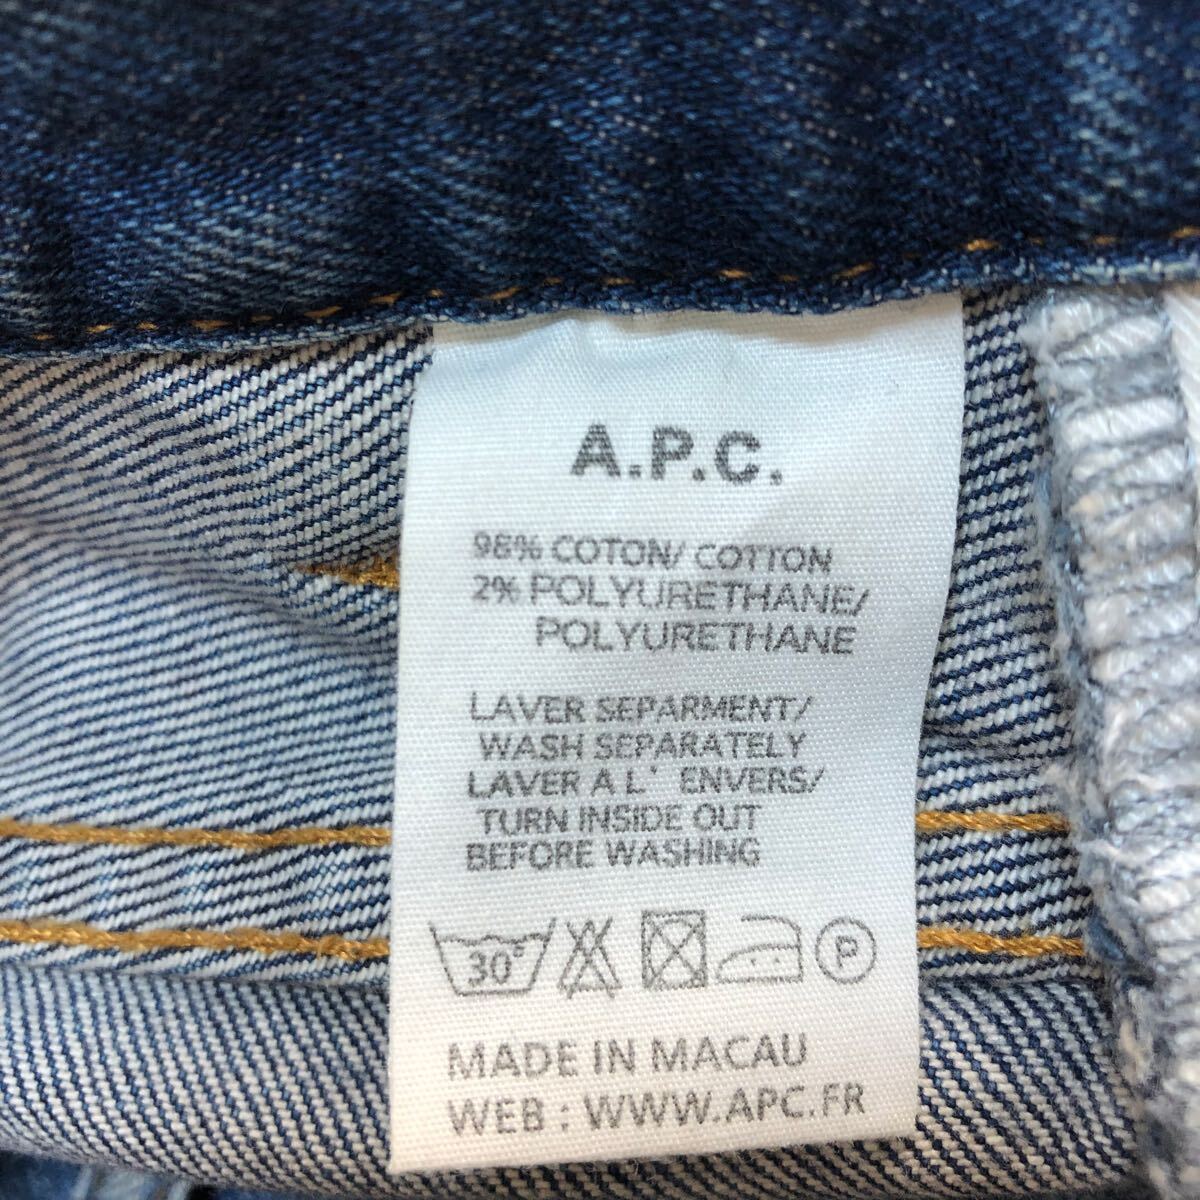 A.P.C.
98% COTON/ COTTON
2% POLYURETHANE/
POLYURETHANE
LAVER SEPARMENT/
WASH SEPARATELY
LAVER A L' ENVERS/
TURN INSIDE OUT
BEFORE WASHING
30° P
MADE IN MACAU
WEB : WWW.APC.FR